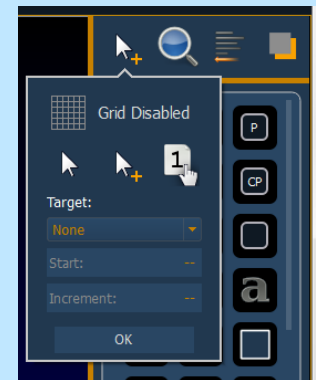 Grid Disabled
P
1
CP
Target:
None
Start: --
a
Increment: --
OK